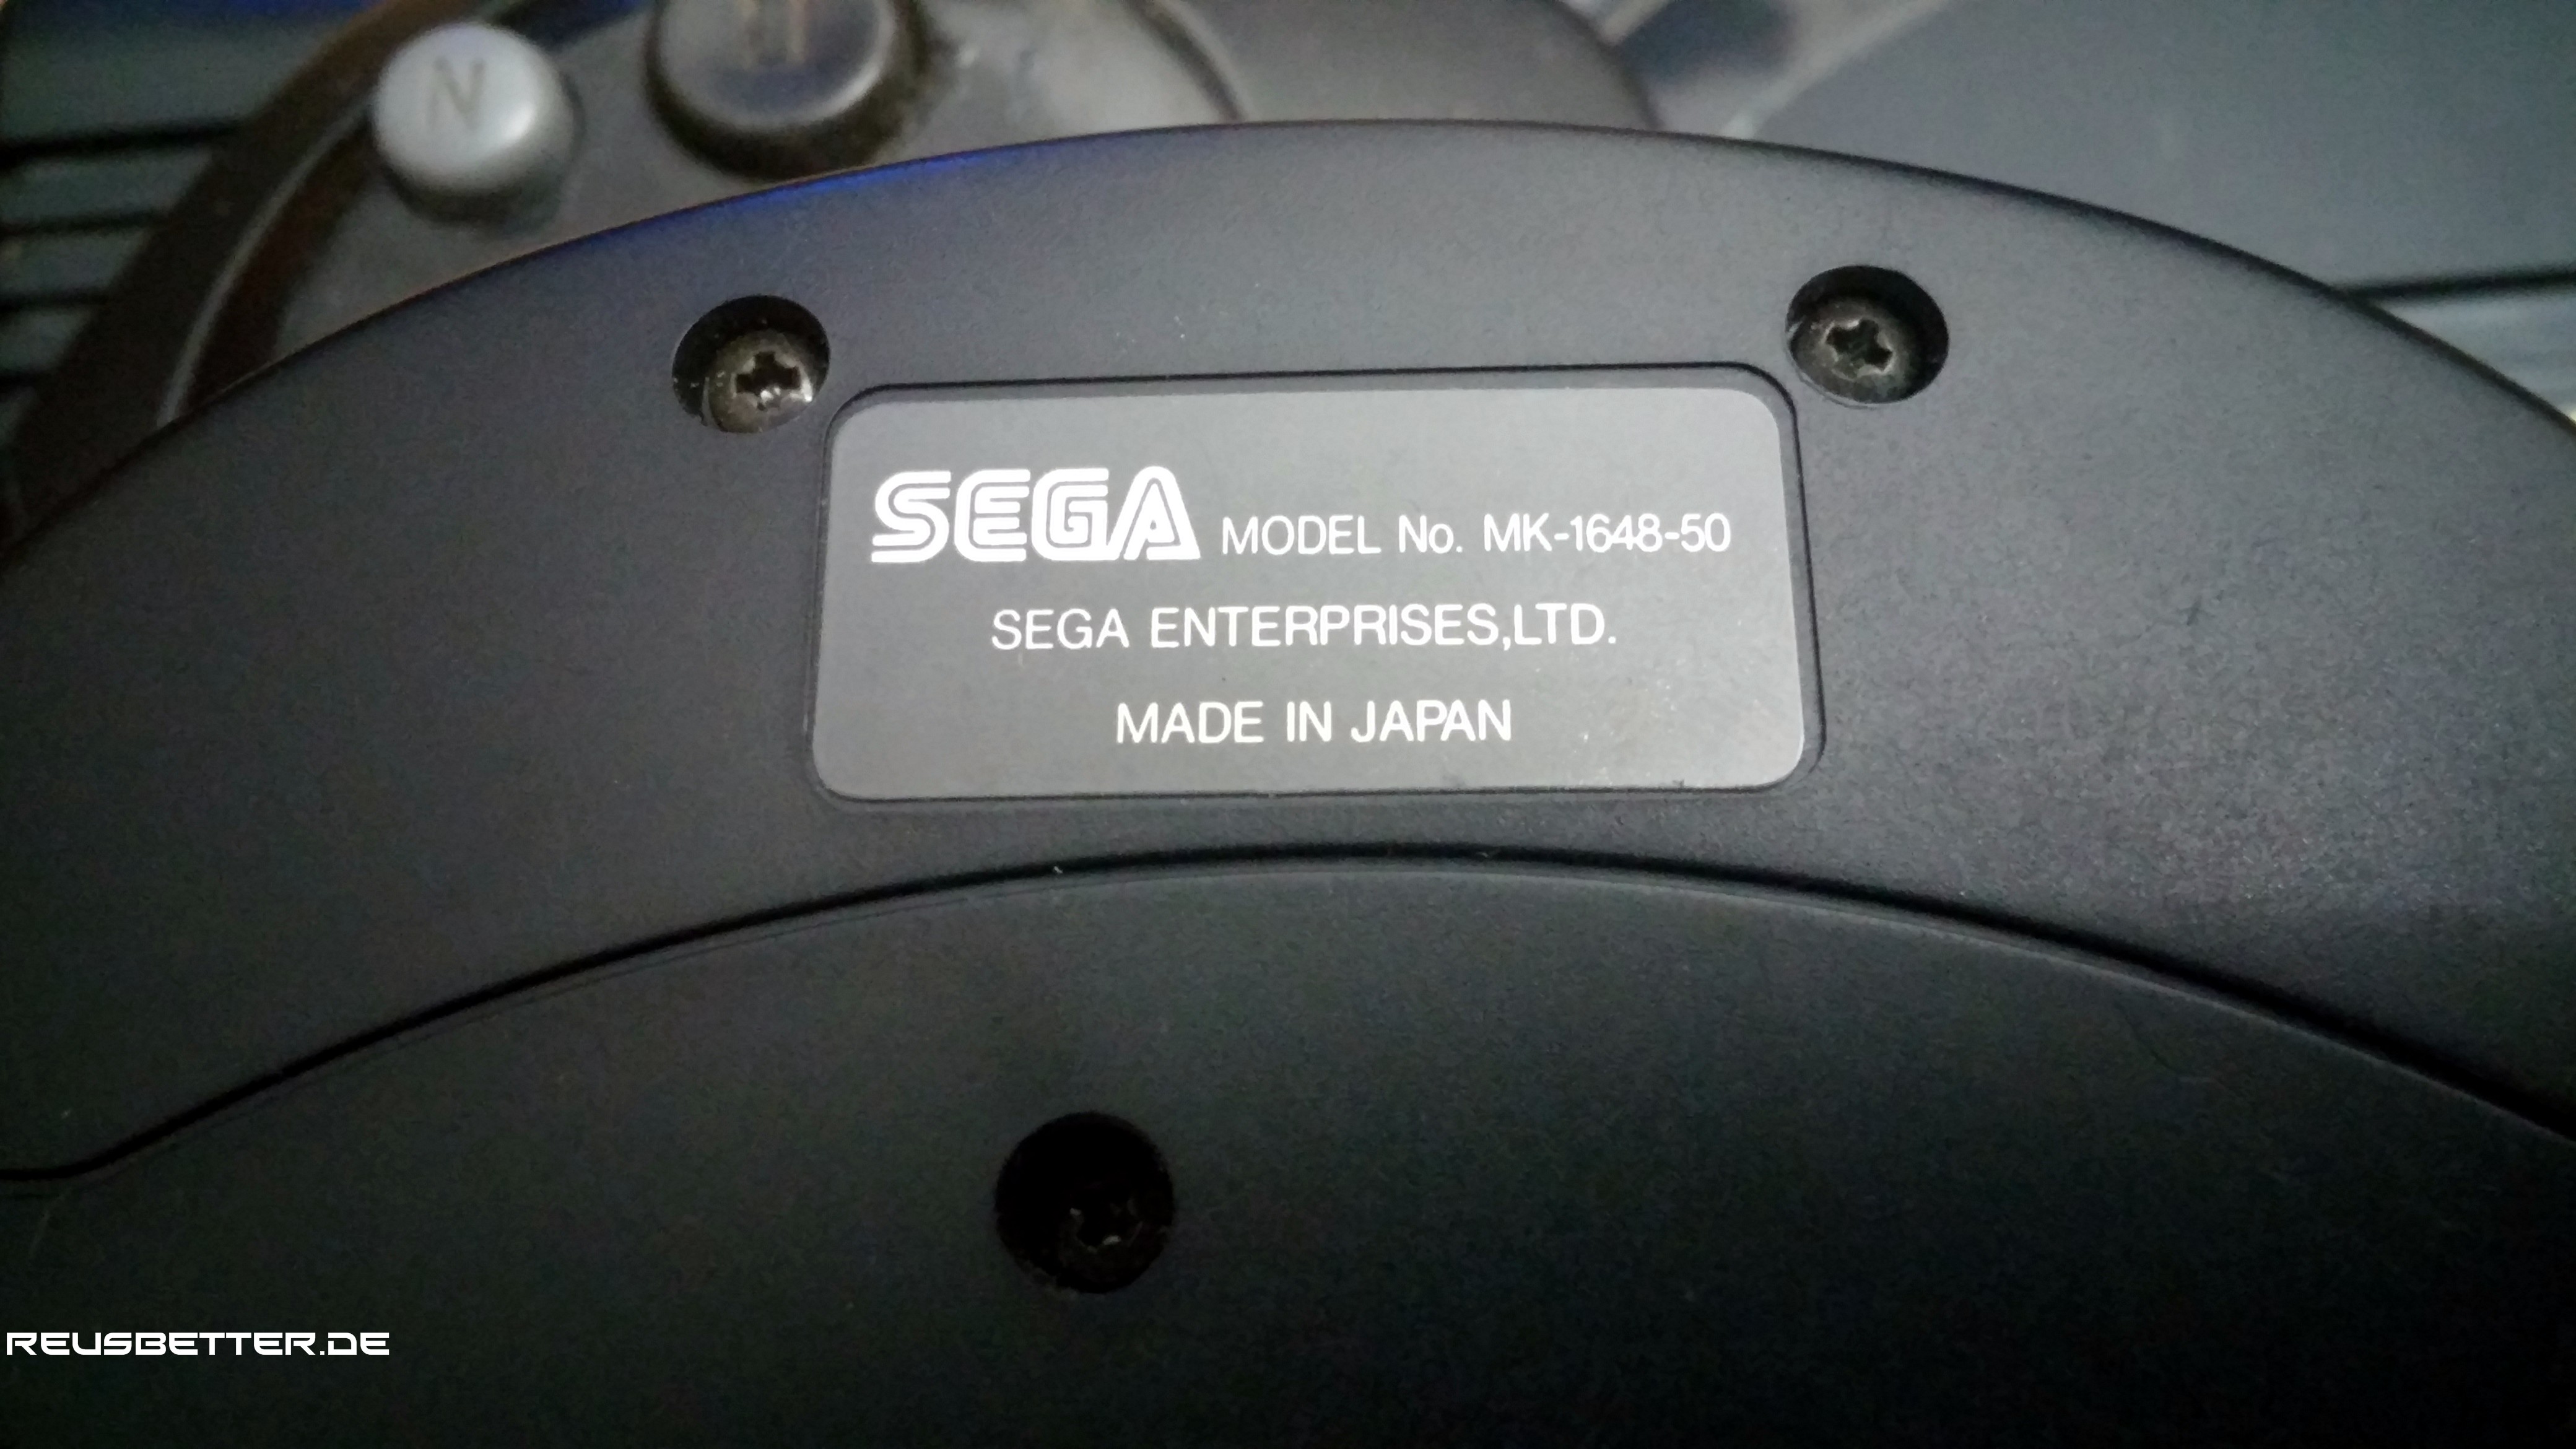 N
SEGA MODEL No. MK-1648-50
SEGA ENTERPRISES,LTD.
MADE IN JAPAN
REUSBETTER.DE